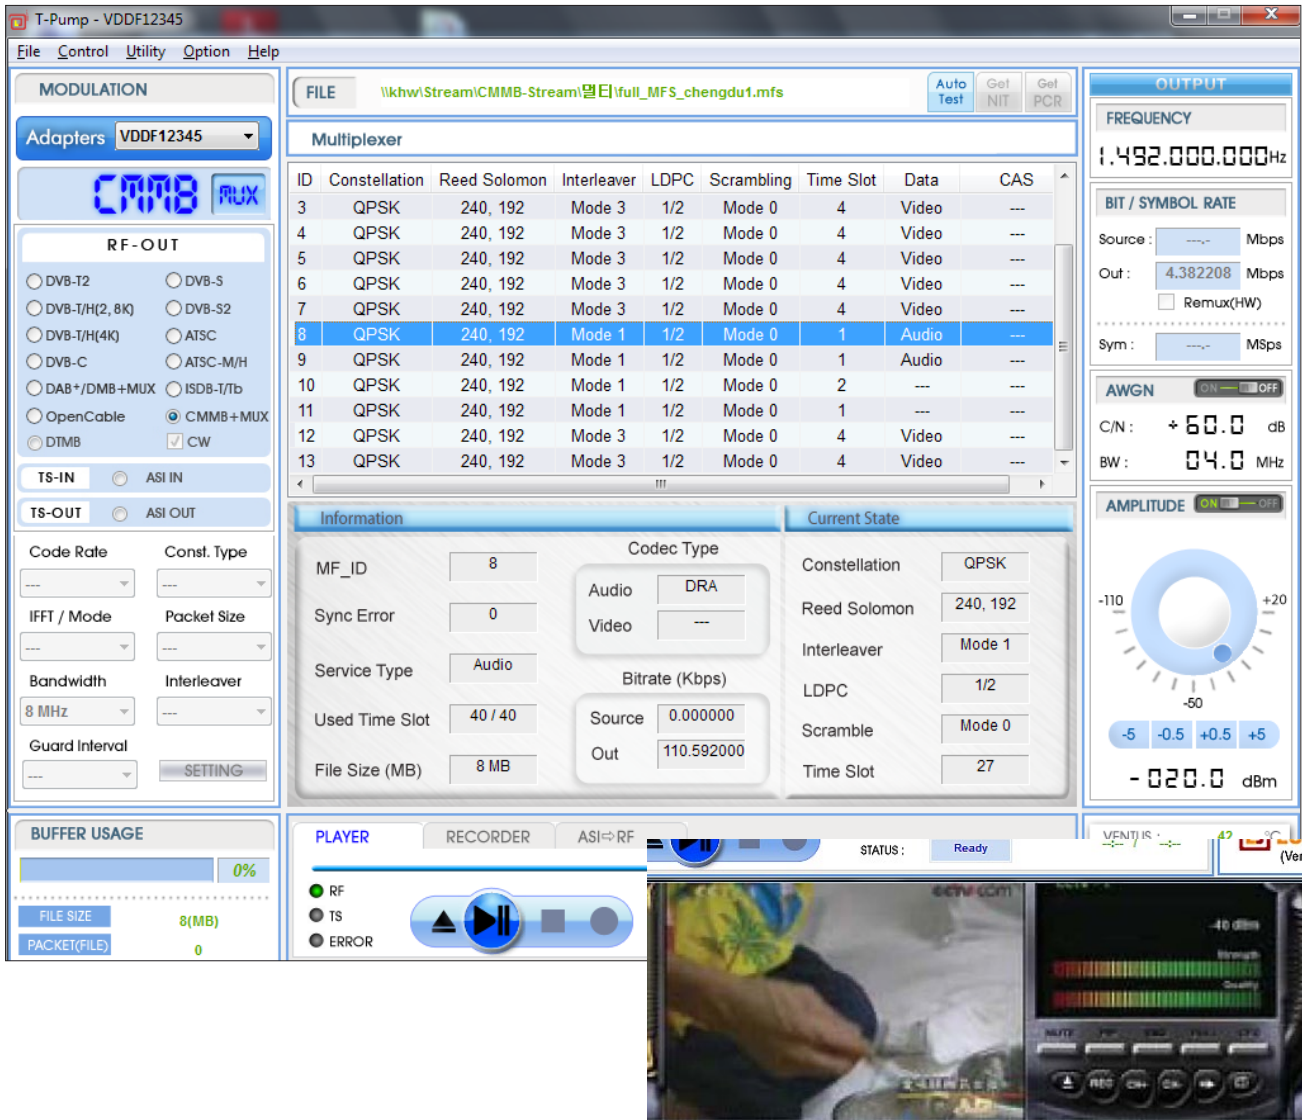 T-Pump - VDDF12345
File Control Utility Option Help
MODULATION
Adapters VDDF12345
CMMB MUX
RF-OUT
DVB-T2 DVB-S
DVB-T/H(2, 8K) DVB-S2
DVB-T/H(4K) ATSC
DVB-C ATSC-M/H
DAB+/DMB+MUX ISDB-T/Tb
OpenCable CMMB+MUX
DTMB CW
TS-IN ASI IN
TS-OUT ASI OUT
Code Rate Const. Type
--- ---
IFFT / Mode Packet Size
--- ---
Bandwidth Interleaver
8 MHz ---
Guard Interval
--- SETTING
BUFFER USAGE
0%
FILE SIZE 8(MB)
PACKET(FILE) 0
FILE \\khw\Stream\CMMB-Stream\멀티\full_MFS_chengdu1.mfs
Auto Test Get NIT Get PCR
Multiplexer
ID Constellation Reed Solomon Interleaver LDPC Scrambling Time Slot Data CAS
3 QPSK 240, 192 Mode 3 1/2 Mode 0 4 Video ---
4 QPSK 240, 192 Mode 3 1/2 Mode 0 4 Video ---
5 QPSK 240, 192 Mode 3 1/2 Mode 0 4 Video ---
6 QPSK 240, 192 Mode 3 1/2 Mode 0 4 Video ---
7 QPSK 240, 192 Mode 3 1/2 Mode 0 4 Video ---
8 QPSK 240, 192 Mode 1 1/2 Mode 0 1 Audio ---
9 QPSK 240, 192 Mode 1 1/2 Mode 0 1 Audio ---
10 QPSK 240, 192 Mode 1 1/2 Mode 0 2 --- ---
11 QPSK 240, 192 Mode 1 1/2 Mode 0 1 --- ---
12 QPSK 240, 192 Mode 3 1/2 Mode 0 4 Video ---
13 QPSK 240, 192 Mode 3 1/2 Mode 0 4 Video ---
Information
MF_ID 8
Sync Error 0
Service Type Audio
Used Time Slot 40 / 40
File Size (MB) 8 MB
Codec Type
Audio DRA
Video ---
Bitrate (Kbps)
Source 0.000000
Out 110.592000
Current State
Constellation QPSK
Reed Solomon 240, 192
Interleaver Mode 1
LDPC 1/2
Scramble Mode 0
Time Slot 27
PLAYER RECORDER ASI⇨RF
RF
TS
ERROR
STATUS : Ready
OUTPUT
FREQUENCY
1.492.000.000Hz
BIT / SYMBOL RATE
Source : ---.- Mbps
Out : 4.382208 Mbps
Remux(HW)
Sym : ---.- MSps
AWGN ON OFF
C/N : +60.0 dB
BW : 04.0 MHz
AMPLITUDE ON OFF
-110 +20
-50
-5 -0.5 +0.5 +5
-020.0 dBm
VENTUS : 42 °C
--:-- / --:--
(Ver
cctv.com
-40 dBm
Strength
Quality
MUTE
REC CH+ CH-